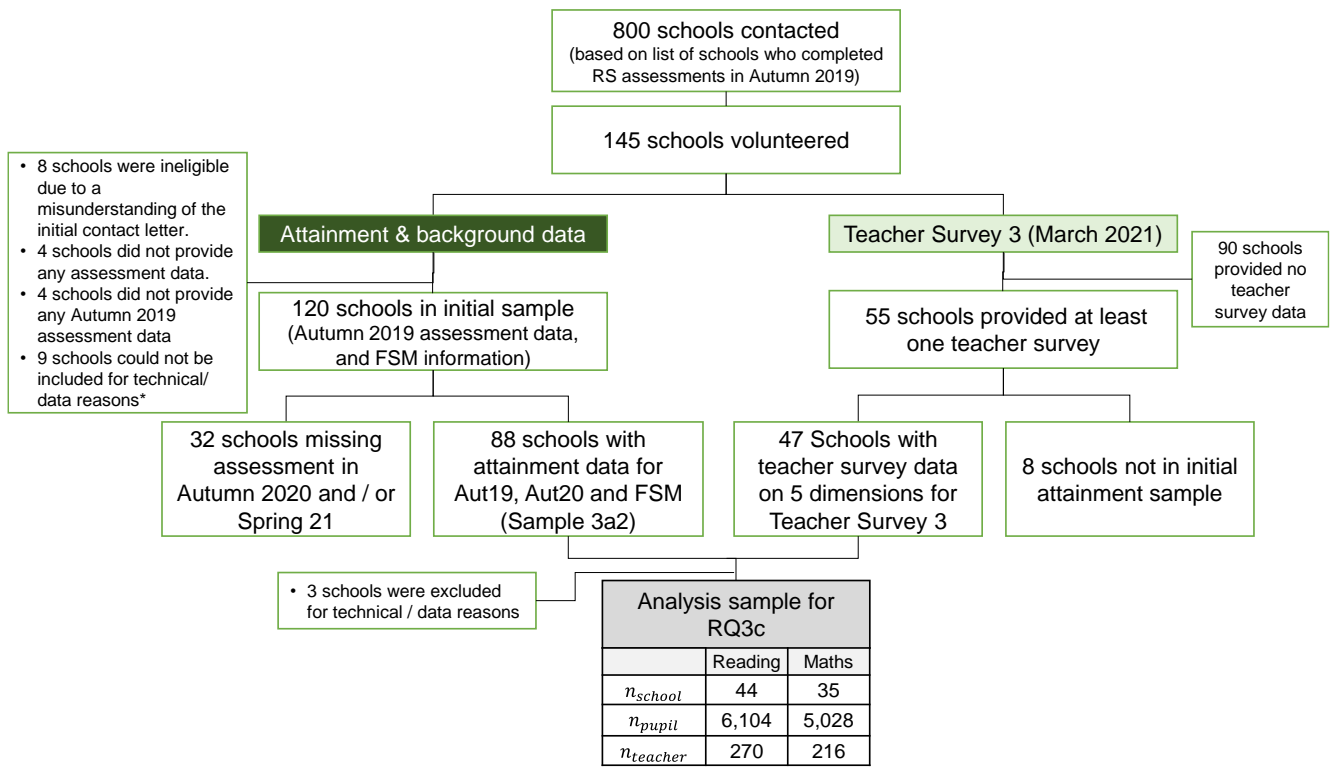 800 schools contacted
(based on list of schools who completed
RS assessments in Autumn 2019)
145 schools volunteered
• 8 schools were ineligible
due to a
misunderstanding of the
initial contact letter.
• 4 schools did not provide
any assessment data.
• 4 schools did not provide
any Autumn 2019
assessment data
• 9 schools could not be
included for technical/
data reasons*
Attainment & background data
Teacher Survey 3 (March 2021)
90 schools
provided no
teacher
survey data
120 schools in initial sample
(Autumn 2019 assessment data,
and FSM information)
55 schools provided at least
one teacher survey
32 schools missing
assessment in
Autumn 2020 and / or
Spring 21
88 schools with
attainment data for
Aut19, Aut20 and FSM
(Sample 3a2)
47 Schools with
teacher survey data
on 5 dimensions for
Teacher Survey 3
8 schools not in initial
attainment sample
• 3 schools were excluded
for technical / data reasons
Analysis sample for
RQ3c
Reading Maths
n_school 44 35
n_pupil 6,104 5,028
n_teacher 270 216